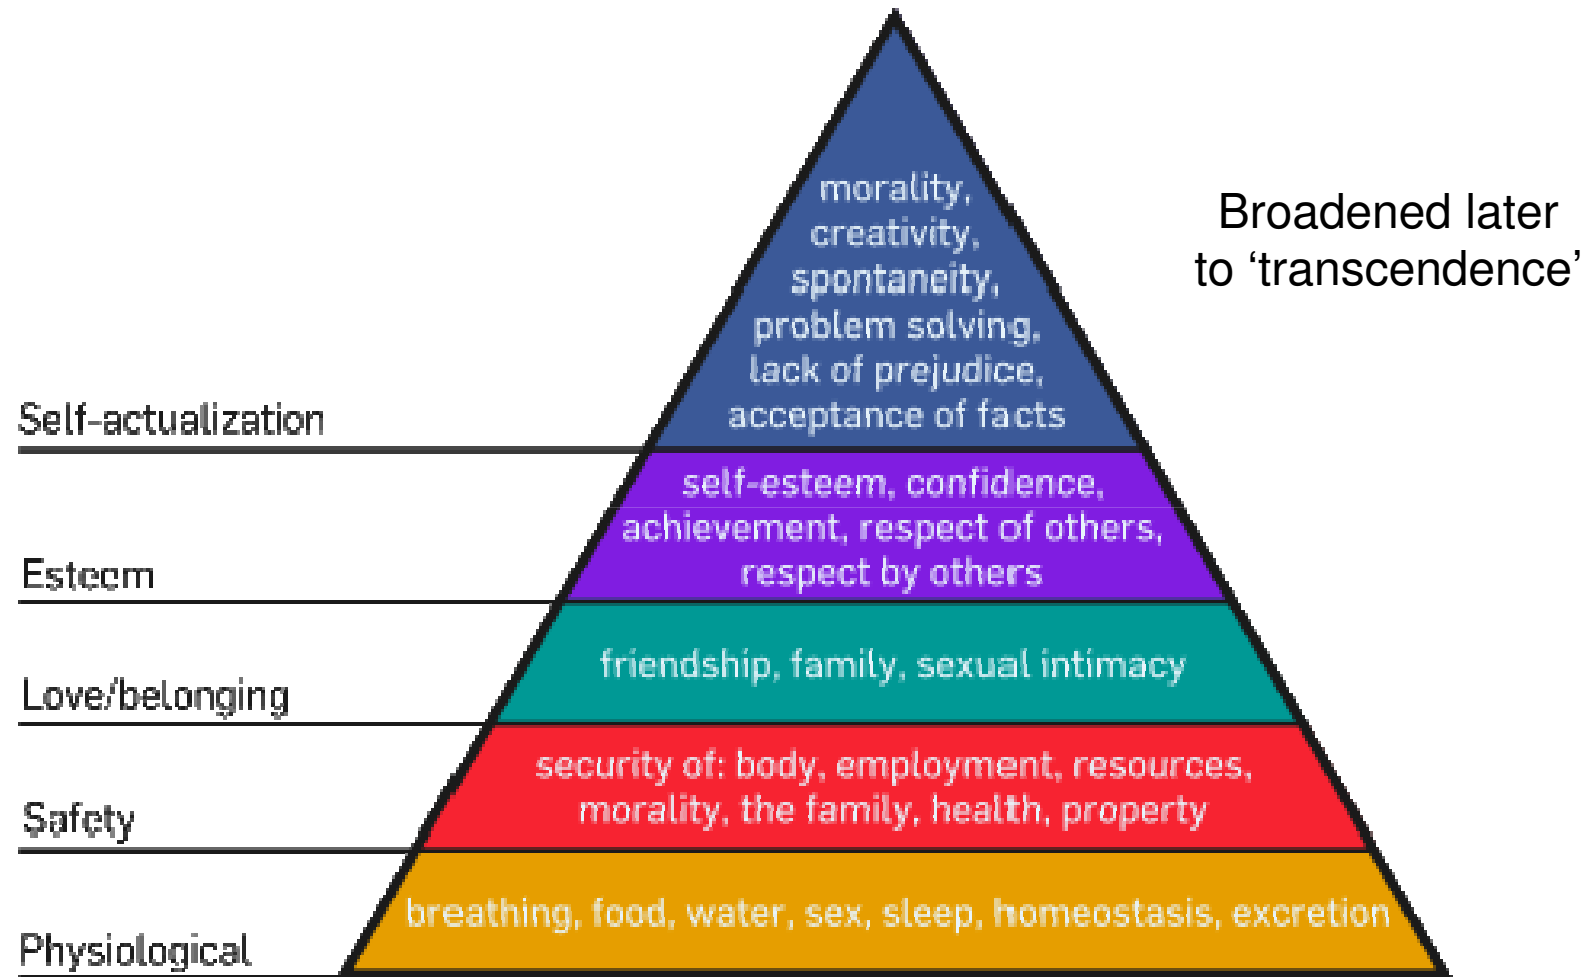 morality,
creativity,
spontaneity,
problem solving,
lack of prejudice,
acceptance of facts
Broadened later
to ‘transcendence’
Self-actualization
self-esteem, confidence,
achievement, respect of others,
respect by others
Esteem
friendship, family, sexual intimacy
Love/belonging
security of: body, employment, resources,
morality, the family, health, property
Safety
breathing, food, water, sex, sleep, homeostasis, excretion
Physiological